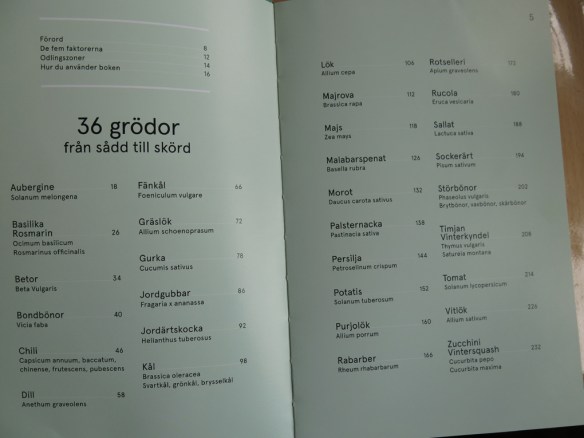 Förord
De fem faktorerna 8
Odlingszoner 12
Hur du använder boken 14
16
36 grödor
från sådd till skörd
Aubergine 18
Solanum melongena
Basilika
Rosmarin 26
Ocimum basilicum
Rosmarinus officinalis
Betor 34
Beta Vulgaris
Bondbönor 40
Vicia faba
Chili 46
Capsicum annuum, baccatum,
chinense, frutescens, pubescens
Dill 58
Anethum graveolens
Fänkål 66
Foeniculum vulgare
Gräslök 72
Allium schoenoprasum
Gurka 78
Cucumis sativus
Jordgubbar 86
Fragaria x ananassa
Jordärtskocka 92
Helianthus tuberosus
Kål 98
Brassica oleracea
Svartkål, grönkål, brysselkål
5
Lök 106
Allium cepa
Majrova 112
Brassica rapa
Majs 118
Zea mays
Malabarspenat 126
Basella rubra
Morot 132
Daucus carota sativus
Palsternacka 138
Pastinacia sativa
Persilja 144
Petroselinum crispum
Potatis 152
Solanum tuberosum
Purjolök 160
Allium porrum
Rabarber 166
Rheum rhabarbarum
Rotselleri
Apium graveolens
Rucola
Eruca vesicaria
Sallat 188
Lactuca sativa
Sockerärt 196
Pisum sativum
Störbönor 202
Phaseolus vulgaris
Brytbönor, vaxbönor, skärbönor
Timjan
Vinterkyndel 208
Thymus vulgaris
Satureia montana
Tomat 214
Solanum lycopersicum
Vitlök 226
Allium sativum
Zucchini
Vintersquash 232
Cucurbita pepo
Cucurbita maxima